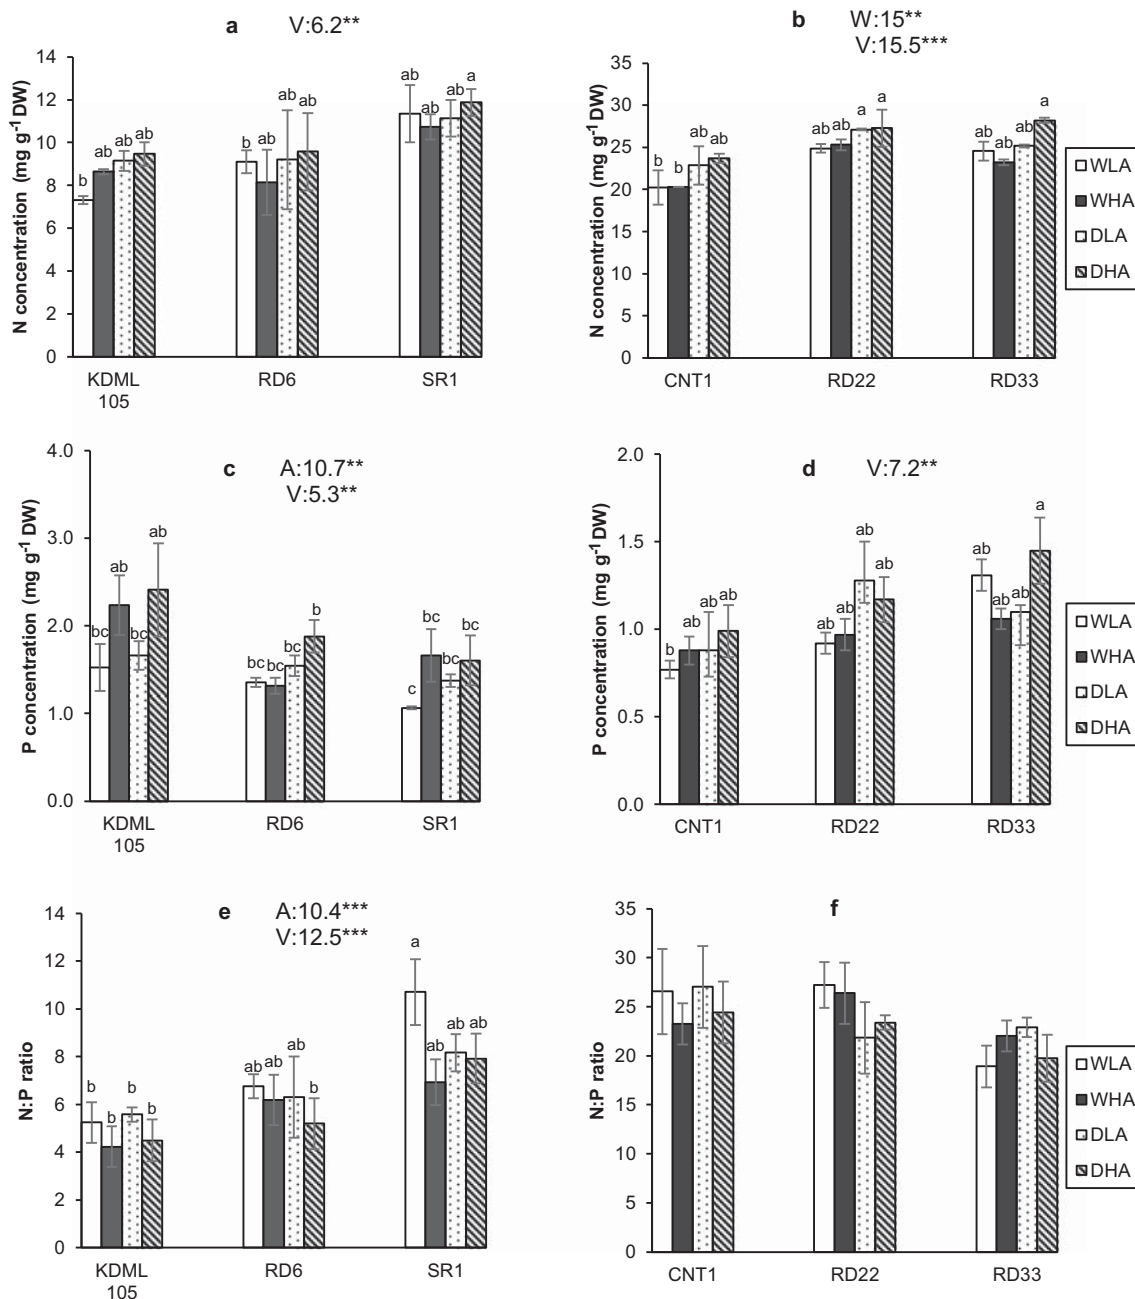 a V:6.2**
14
12
10
8
6
4
2
0
N concentration (mg g-1 DW)
b ab ab ab
b ab ab ab
ab ab ab a
KDML
105
RD6
SR1
b W:15**
V:15.5***
35
30
25
20
15
10
5
0
N concentration (mg g-1 DW)
b b ab ab
ab ab a a
ab ab ab a
CNT1
RD22
RD33
WLA
WHA
DLA
DHA
c A:10.7**
V:5.3**
4.0
3.0
2.0
1.0
0.0
P concentration (mg g-1 DW)
bc ab bc ab
bc bc bc b
c bc bc bc
KDML
105
RD6
SR1
d V:7.2**
2.0
1.5
1.0
0.5
0.0
P concentration (mg g-1 DW)
b ab ab ab
ab ab ab ab
ab ab ab a
CNT1
RD22
RD33
WLA
WHA
DLA
DHA
e A:10.4***
V:12.5***
14
12
10
8
6
4
2
0
N:P ratio
b b b b
ab ab ab b
a ab ab ab
KDML
105
RD6
SR1
f
35
30
25
20
15
10
5
0
N:P ratio
CNT1
RD22
RD33
WLA
WHA
DLA
DHA